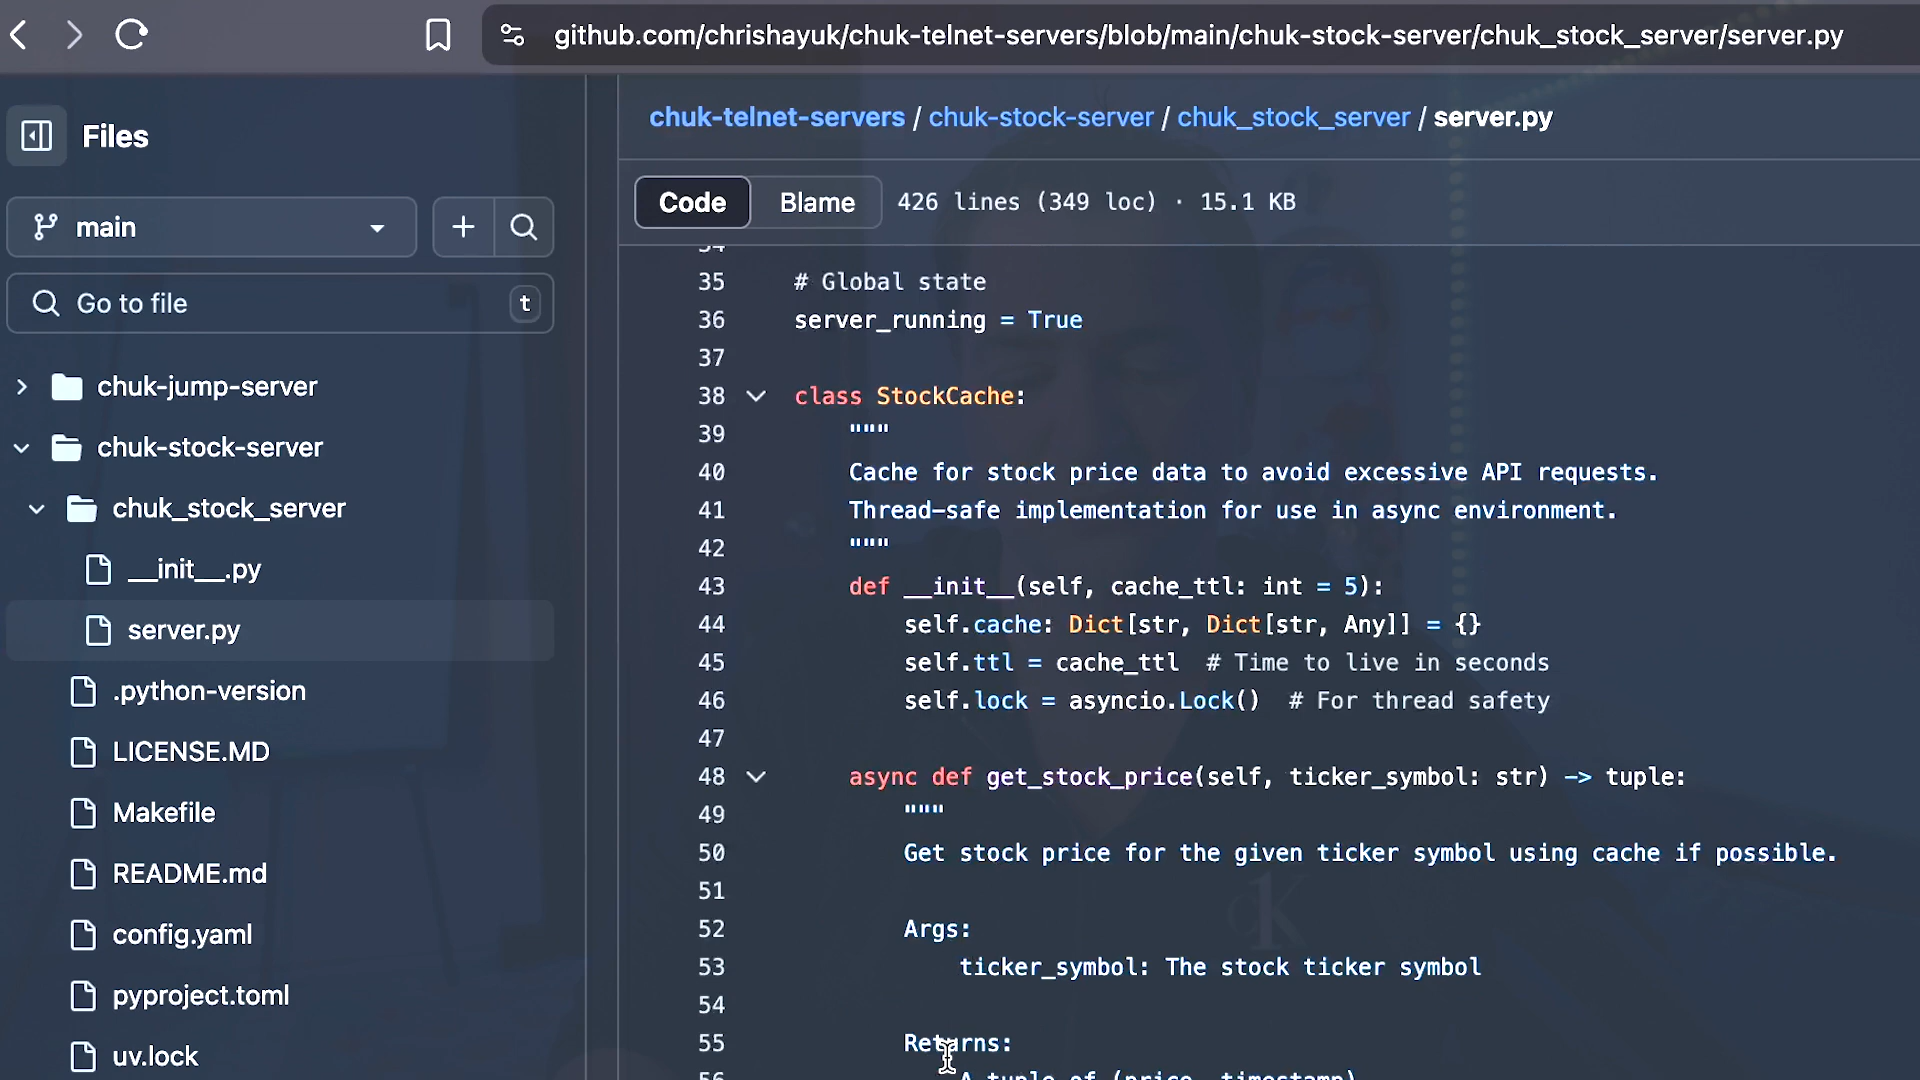 github.com/chrishayuk/chuk-telnet-servers/blob/main/chuk-stock-server/chuk_stock_server/server.py
Files
main
Go to file
t
chuk-jump-server
chuk-stock-server
chuk_stock_server
__init__.py
server.py
.python-version
LICENSE.MD
Makefile
README.md
config.yaml
pyproject.toml
uv.lock
chuk-telnet-servers / chuk-stock-server / chuk_stock_server / server.py
Code Blame 426 lines (349 loc) · 15.1 KB
34
35 # Global state
36 server_running = True
37
38 class StockCache:
39 """
40 Cache for stock price data to avoid excessive API requests.
41 Thread-safe implementation for use in async environment.
42 """
43 def __init__(self, cache_ttl: int = 5):
44 self.cache: Dict[str, Dict[str, Any]] = {}
45 self.ttl = cache_ttl # Time to live in seconds
46 self.lock = asyncio.Lock() # For thread safety
47
48 async def get_stock_price(self, ticker_symbol: str) -> tuple:
49 """
50 Get stock price for the given ticker symbol using cache if possible.
51
52 Args:
53 ticker_symbol: The stock ticker symbol
54
55 Returns:
56 A tuple of (price, timestamp)